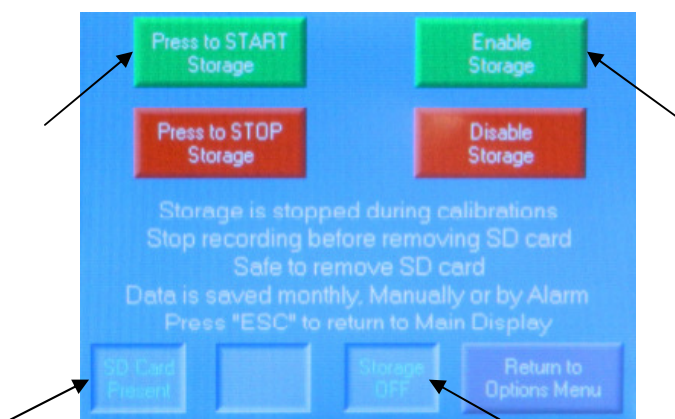 Press to START
Storage
Enable
Storage
Press to STOP
Storage
Disable
Storage
Storage is stopped during calibrations
Stop recording before removing SD card
Safe to remove SD card
Data is saved monthly, Manually or by Alarm
Press "ESC" to return to Main Display
SD Card
Present
Storage
OFF
Return to
Options Menu